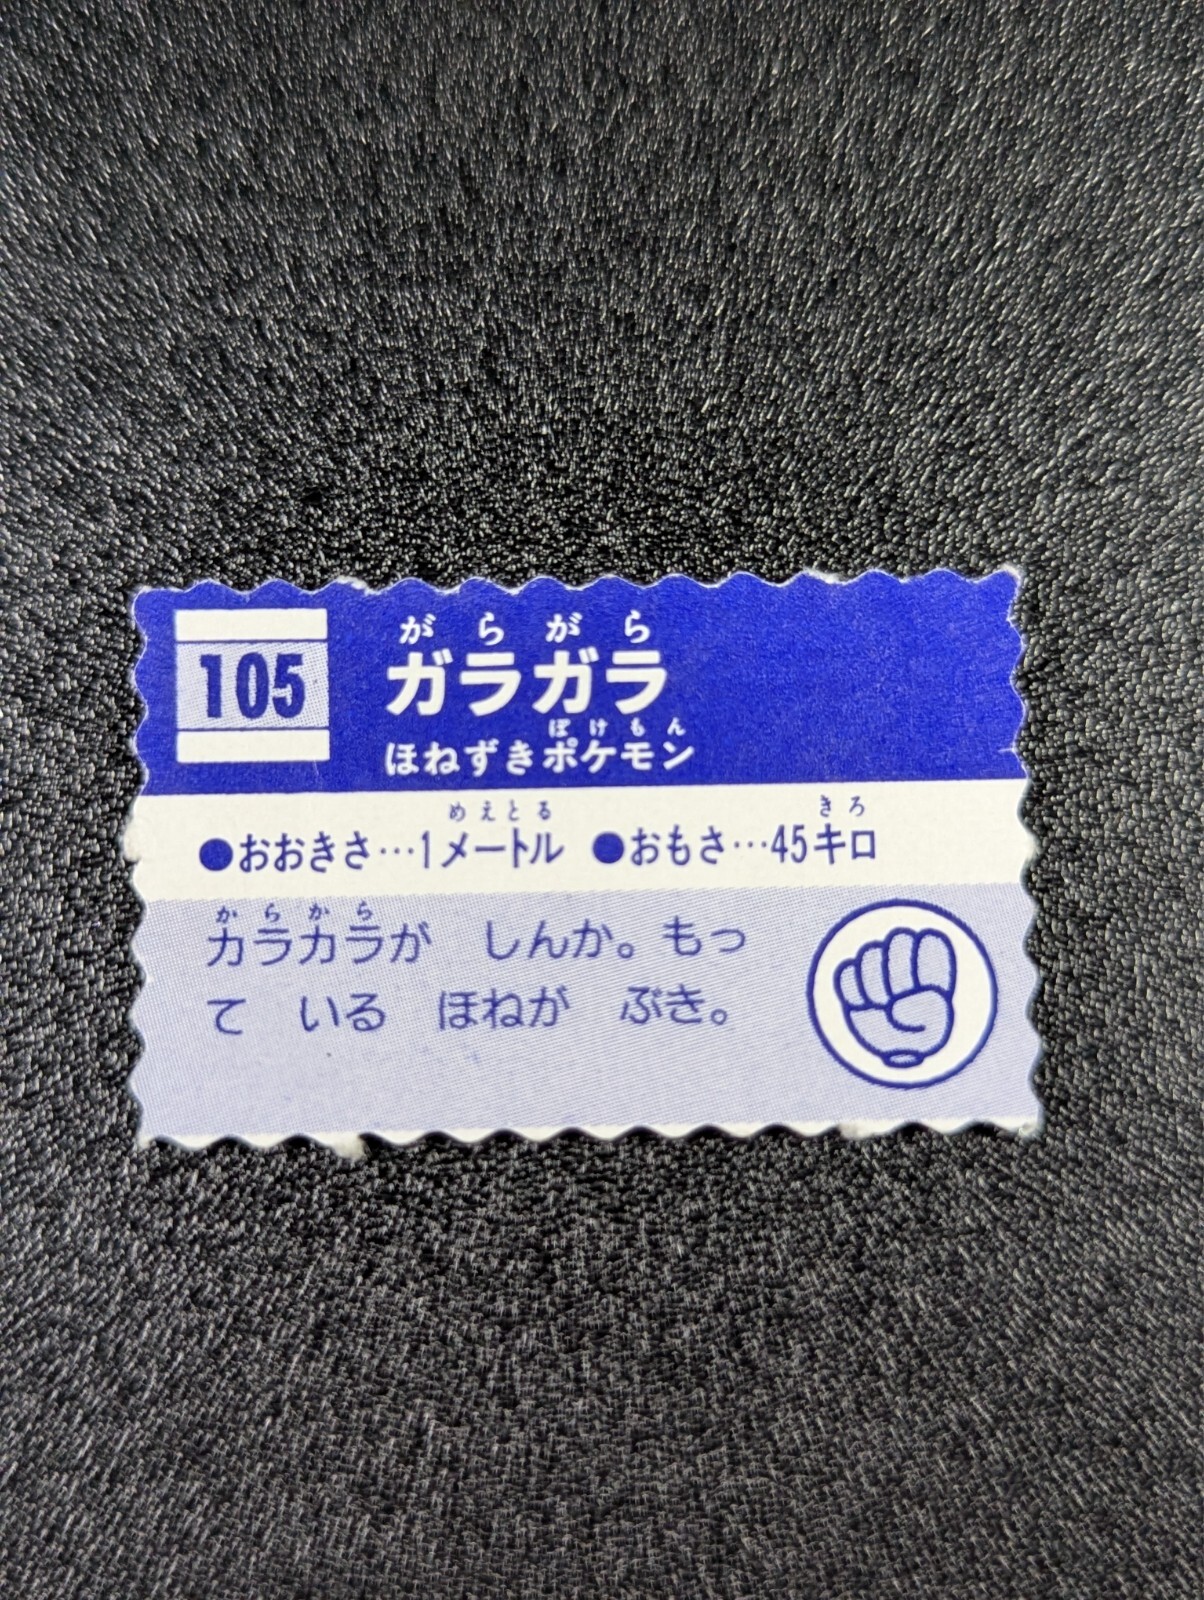 105
がらがら
ガラガラ
ぽけもん
ほねずきポケモン
めえとる きろ
●おおきさ…1メートル ●おもさ…45キロ
からから
カラカラが しんか。もっ
て いる ほねが ぶき。